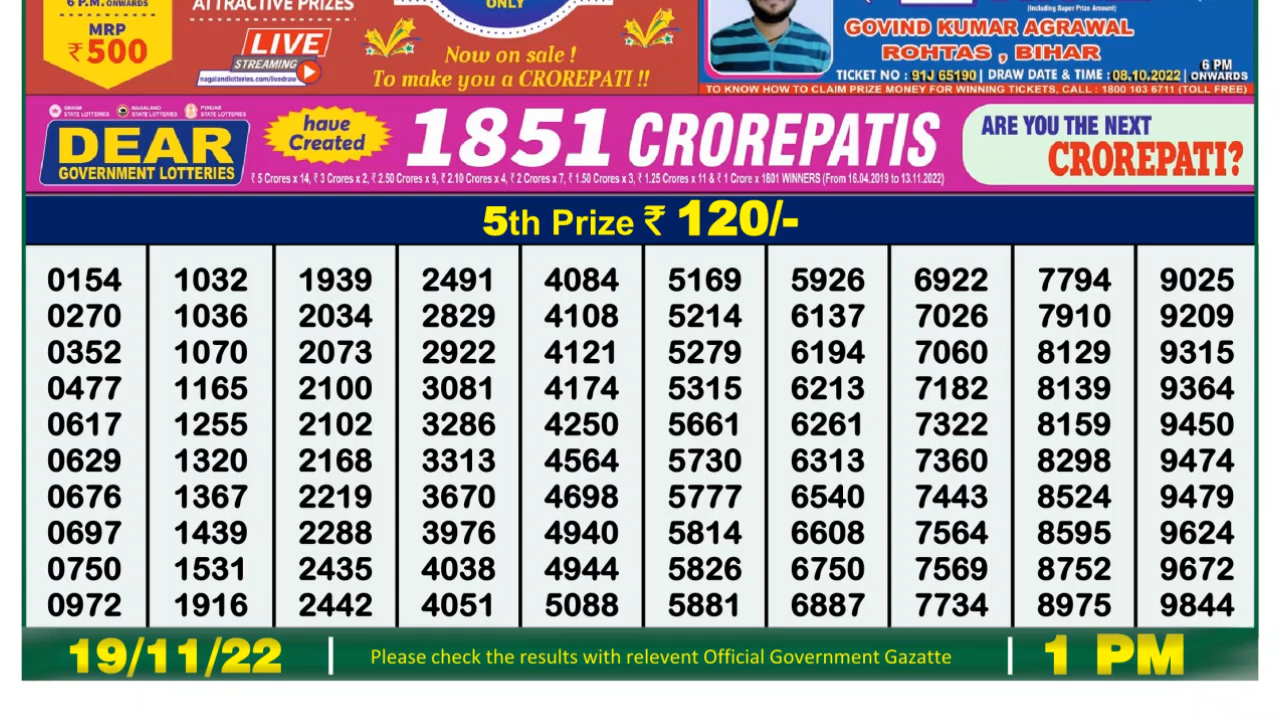 6 P.M. ONWARDS
MRP
₹500
ATTRACTIVE PRIZES
LIVE
STREAMING
nagalandlotteries.com/livedraw
ONLY
Now on sale !
To make you a CROREPATI !!
(Including Super Prize Amount)
GOVIND KUMAR AGRAWAL
ROHTAS , BIHAR
TICKET NO : 91J 65190 | DRAW DATE & TIME : 08.10.2022 | 6 PM ONWARDS
TO KNOW HOW TO CLAIM PRIZE MONEY FOR WINNING TICKETS, CALL : 1800 103 6711 (TOLL FREE)
SIKKIM STATE LOTTERIES NAGALAND STATE LOTTERIES PUNJAB STATE LOTTERIES
DEAR
GOVERNMENT LOTTERIES
have
Created
1851 CROREPATIS
₹ 5 Crores x 14, ₹ 3 Crores x 2, ₹ 2.50 Crores x 9, ₹ 2.10 Crores x 4, ₹ 2 Crores x 7, ₹ 1.50 Crores x 3, ₹ 1.25 Crores x 11 & ₹ 1 Crore x 1801 WINNERS (From 16.04.2019 to 13.11.2022)
ARE YOU THE NEXT
CROREPATI?
5th Prize ₹ 120/-
0154 1032 1939 2491 4084 5169 5926 6922 7794 9025
0270 1036 2034 2829 4108 5214 6137 7026 7910 9209
0352 1070 2073 2922 4121 5279 6194 7060 8129 9315
0477 1165 2100 3081 4174 5315 6213 7182 8139 9364
0617 1255 2102 3286 4250 5661 6261 7322 8159 9450
0629 1320 2168 3313 4564 5730 6313 7360 8298 9474
0676 1367 2219 3670 4698 5777 6540 7443 8524 9479
0697 1439 2288 3976 4940 5814 6608 7564 8595 9624
0750 1531 2435 4038 4944 5826 6750 7569 8752 9672
0972 1916 2442 4051 5088 5881 6887 7734 8975 9844
19/11/22 | Please check the results with relevent Official Government Gazatte | 1 PM